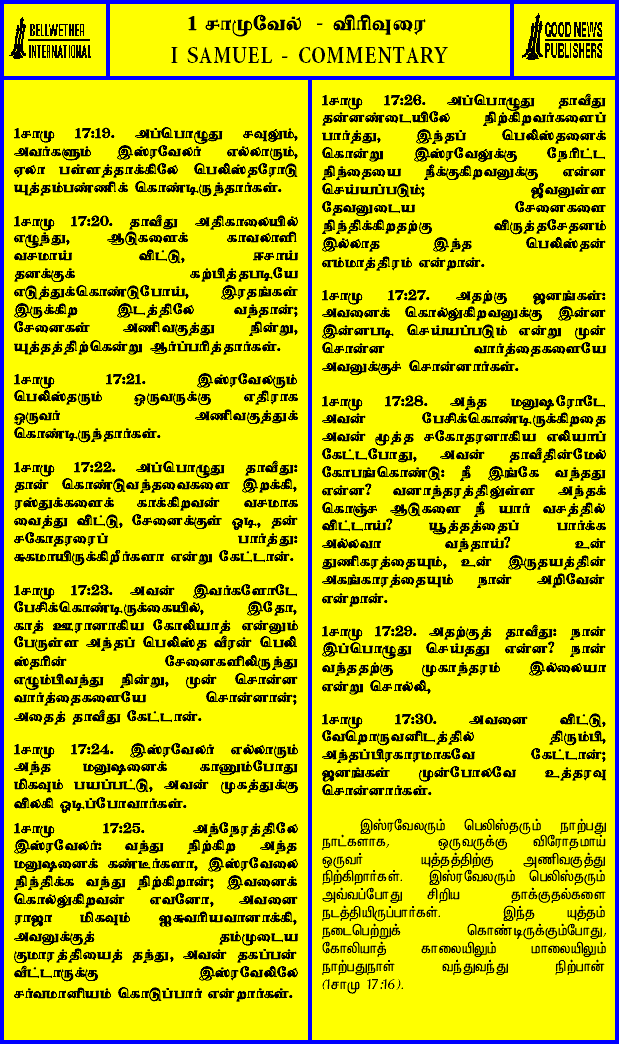 BELLWETHER
INTERNATIONAL
1 சாமுவேல் - விரிவுரை
I SAMUEL - COMMENTARY
GOOD NEWS
PUBLISHERS
1சாமு 17:19. அப்பொழுது சவுலும்,
அவர்களும் இஸ்ரவேலர் எல்லாரும்,
ஏலா பள்ளத்தாக்கிலே பெலிஸ்தரோடு
யுத்தம்பண்ணிக் கொண்டிருந்தார்கள்.
1சாமு 17:20. தாவீது அதிகாலையில்
எழுந்து, ஆடுகளைக் காவலாளி
வசமாய் விட்டு, ஈசாய்
தனக்குக் கற்பித்தபடியே
எடுத்துக்கொண்டுபோய், இரதங்கள்
இருக்கிற இடத்திலே வந்தான்;
சேனைகள் அணிவகுத்து நின்று,
யுத்தத்திற்கென்று ஆர்ப்பரித்தார்கள்.
1சாமு 17:21. இஸ்ரவேலரும்
பெலிஸ்தரும் ஒருவருக்கு எதிராக
ஒருவர் அணிவகுத்துக்
கொண்டிருந்தார்கள்.
1சாமு 17:22. அப்பொழுது தாவீது:
தான் கொண்டுவந்தவைகளை இறக்கி,
ரஸ்துக்களைக் காக்கிறவன் வசமாக
வைத்து விட்டு, சேனைக்குள் ஓடி, தன்
சகோதரரைப் பார்த்து:
சுகமாயிருக்கிறீர்களா என்று கேட்டான்.
1சாமு 17:23. அவன் இவர்களோடே
பேசிக்கொண்டிருக்கையில், இதோ,
காத் ஊரானாகிய கோலியாத் என்னும்
பேருள்ள அந்தப் பெலிஸ்த வீரன் பெலி
ஸ்தரின் சேனைகளிலிருந்து
எழும்பிவந்து நின்று, முன் சொன்ன
வார்த்தைகளையே சொன்னான்;
அதைத் தாவீது கேட்டான்.
1சாமு 17:24. இஸ்ரவேலர் எல்லாரும்
அந்த மனுஷனைக் காணும்போது
மிகவும் பயப்பட்டு, அவன் முகத்துக்கு
விலகி ஓடிப்போவார்கள்.
1சாமு 17:25. அந்நேரத்திலே
இஸ்ரவேலர்: வந்து நிற்கிற அந்த
மனுஷனைக் கண்டீர்களா, இஸ்ரவேலை
நிந்திக்க வந்து நிற்கிறான்; இவனைக்
கொல்லுகிறவன் எவனோ, அவனை
ராஜா மிகவும் ஐசுவரியவானாக்கி,
அவனுக்குத் தம்முடைய
குமாரத்தியைத் தந்து, அவன் தகப்பன்
வீட்டாருக்கு இஸ்ரவேலிலே
சர்வமானியம் கொடுப்பார் என்றார்கள்.
1சாமு 17:26. அப்பொழுது தாவீது
தன்னண்டையிலே நிற்கிறவர்களைப்
பார்த்து, இந்தப் பெலிஸ்தனைக்
கொன்று இஸ்ரவேலுக்கு நேரிட்ட
நிந்தையை நீக்குகிறவனுக்கு என்ன
செய்யப்படும்; ஜீவனுள்ள
தேவனுடைய சேனைகளை
நிந்திக்கிறதற்கு விருத்தசேதனம்
இல்லாத இந்த பெலிஸ்தன்
எம்மாத்திரம் என்றான்.
1சாமு 17:27. அதற்கு ஜனங்கள்:
அவனைக் கொல்லுகிறவனுக்கு இன்ன
இன்னபடி செய்யப்படும் என்று முன்
சொன்ன வார்த்தைகளையே
அவனுக்குச் சொன்னார்கள்.
1சாமு 17:28. அந்த மனுஷரோடே
அவன் பேசிக்கொண்டிருக்கிறதை
அவன் மூத்த சகோதரனாகிய எலியாப்
கேட்டபோது, அவன் தாவீதின்மேல்
கோபங்கொண்டு: நீ இங்கே வந்தது
என்ன? வனாந்தரத்திலுள்ள அந்தக்
கொஞ்ச ஆடுகளை நீ யார் வசத்தில்
விட்டாய்? யூத்தத்தைப் பார்க்க
அல்லவா வந்தாய்? உன்
துணிகரத்தையும், உன் இருதயத்தின்
அகங்காரத்தையும் நான் அறிவேன்
என்றான்.
1சாமு 17:29. அதற்குத் தாவீது: நான்
இப்பொழுது செய்தது என்ன? நான்
வந்ததற்கு முகாந்தரம் இல்லையா
என்று சொல்லி,
1சாமு 17:30. அவனை விட்டு,
வேறொருவனிடத்தில் திரும்பி,
அந்தப்பிரகாரமாகவே கேட்டான்;
ஜனங்கள் முன்போலவே உத்தரவு
சொன்னார்கள்.
இஸ்ரவேலரும் பெலிஸ்தரும் நாற்பது
நாட்களாக, ஒருவருக்கு விரோதமாய்
ஒருவர் யுத்தத்திற்கு அணிவகுத்து
நிற்கிறார்கள். இஸ்ரவேலரும் பெலிஸ்தரும்
அவ்வப்போது சிறிய தாக்குதல்களை
நடத்தியிருப்பார்கள். இந்த யுத்தம்
நடைபெற்றுக் கொண்டிருக்கும்போது,
கோலியாத் காலையிலும் மாலையிலும்
நாற்பதுநாள் வந்துவந்து நிற்பான்
(1சாமு 17:16).